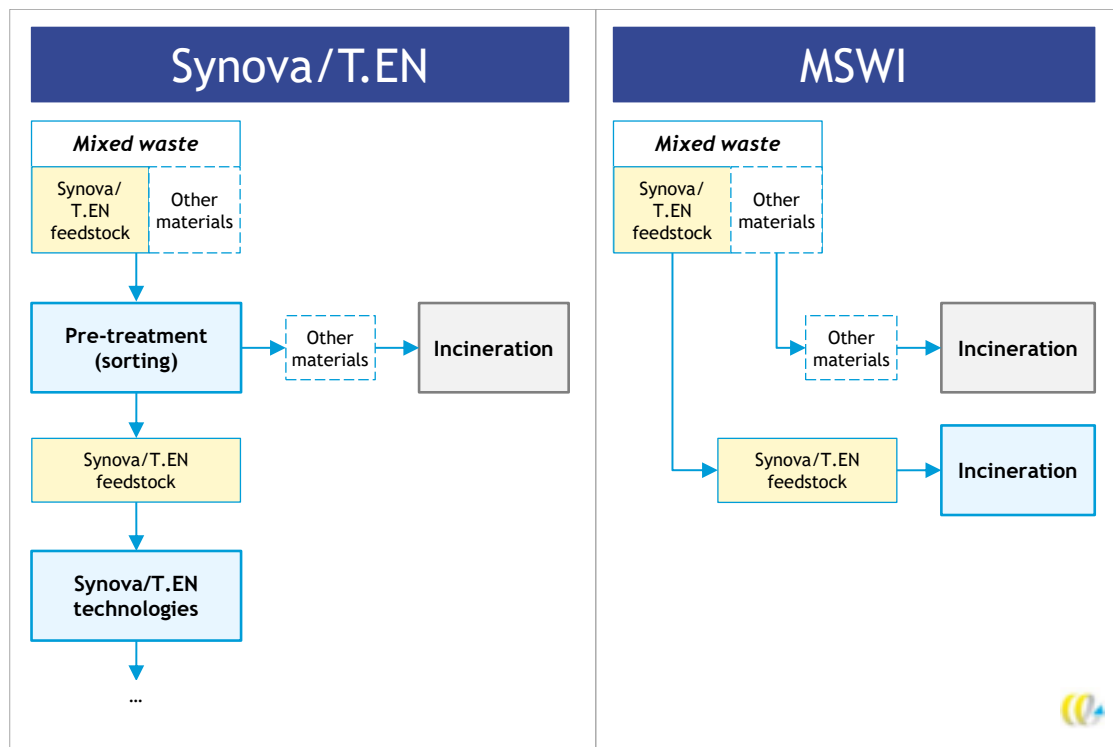 Synova/T.EN
Mixed waste
Synova/
T.EN
feedstock
Other
materials
Pre-treatment
(sorting)
Other
materials
Incineration
Synova/T.EN
feedstock
Synova/T.EN
technologies
…
MSWI
Mixed waste
Synova/
T.EN
feedstock
Other
materials
Other
materials
Incineration
Synova/T.EN
feedstock
Incineration